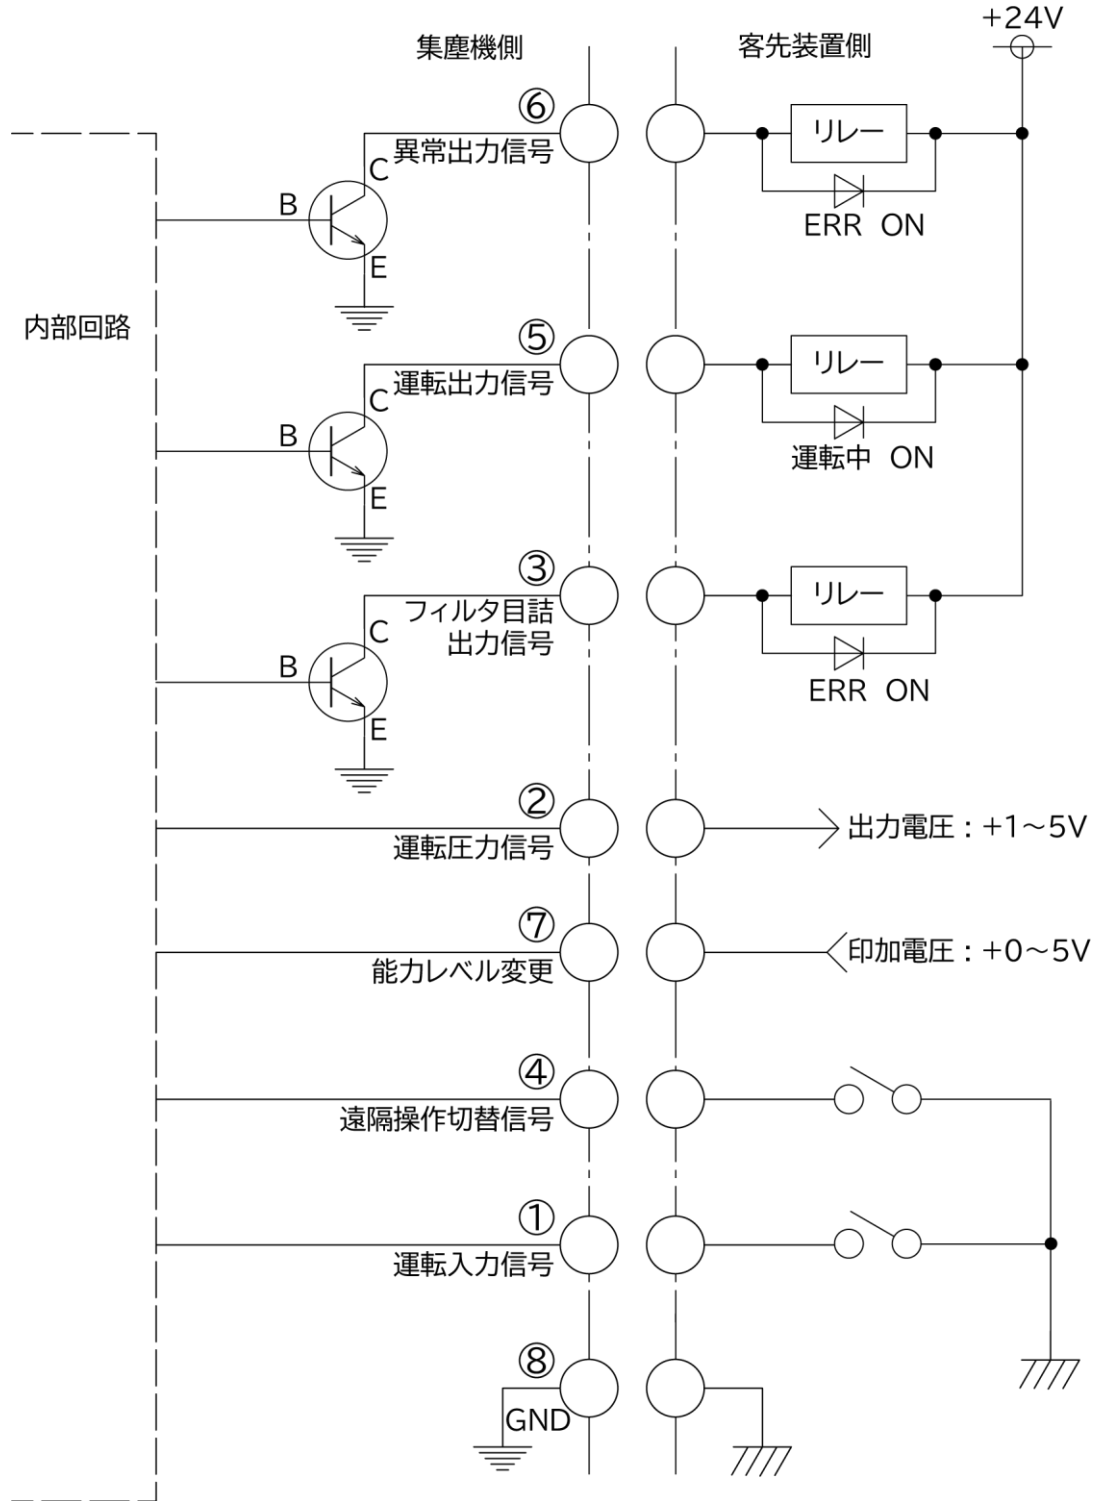 +24V
集塵機側
客先装置側
⑥
異常出力信号
リレー
C
B
E
ERR ON
内部回路
⑤
運転出力信号
リレー
C
B
E
運転中 ON
③
フィルタ目詰
出力信号
リレー
C
B
E
ERR ON
②
運転圧力信号
出力電圧：+1～5V
⑦
能力レベル変更
印加電圧：+0～5V
④
遠隔操作切替信号
①
運転入力信号
⑧
GND